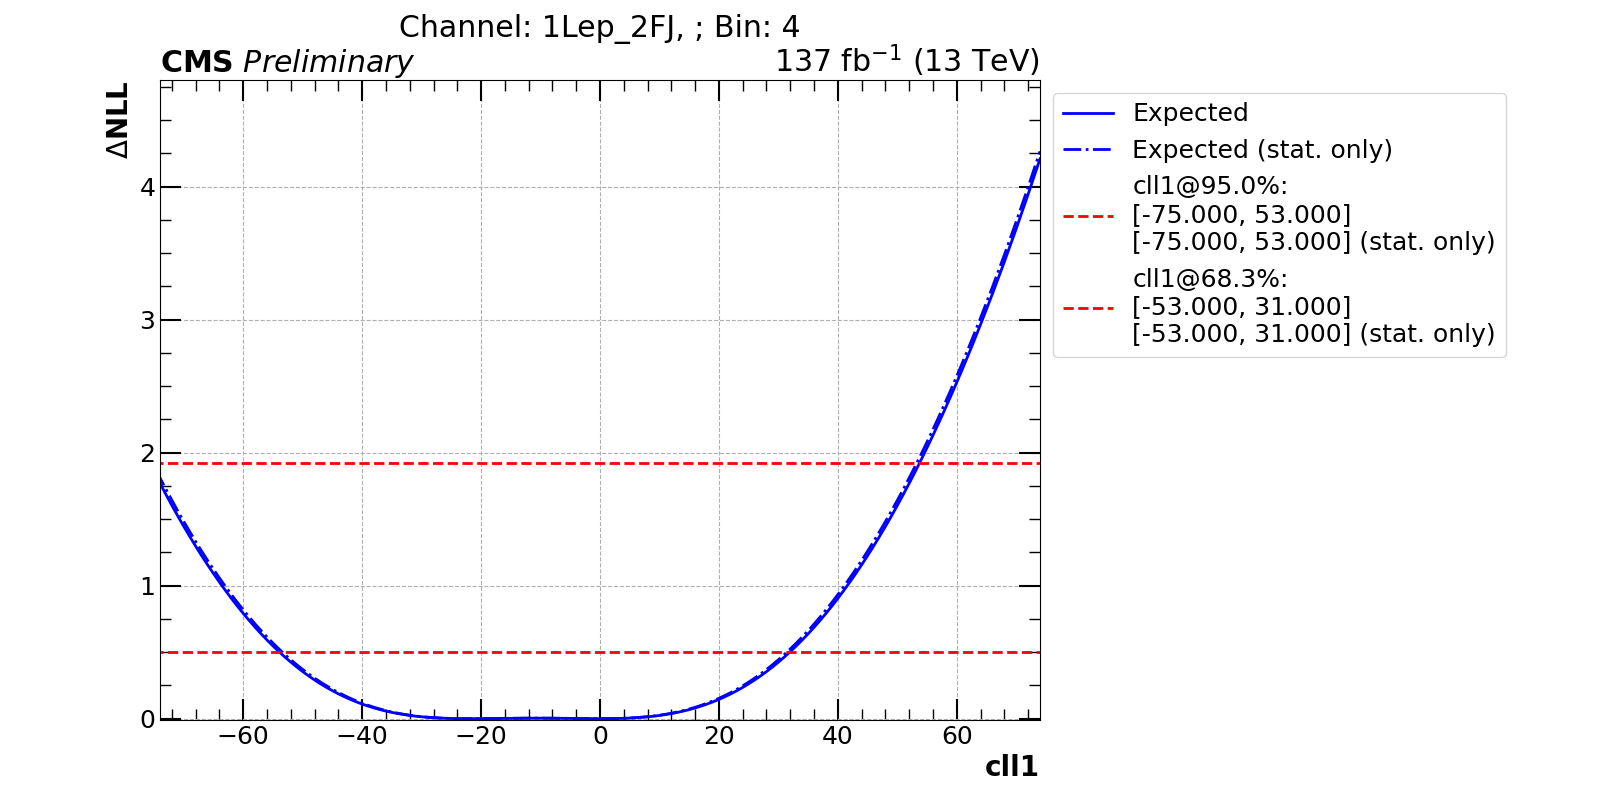 Channel: 1Lep_2FJ, ; Bin: 4
CMS Preliminary
137 fb⁻¹ (13 TeV)
ΔNLL
4
3
2
1
0
−60
−40
−20
0
20
40
60
cll1
Expected
Expected (stat. only)
cll1@95.0%:
[-75.000, 53.000]
[-75.000, 53.000] (stat. only)
cll1@68.3%:
[-53.000, 31.000]
[-53.000, 31.000] (stat. only)